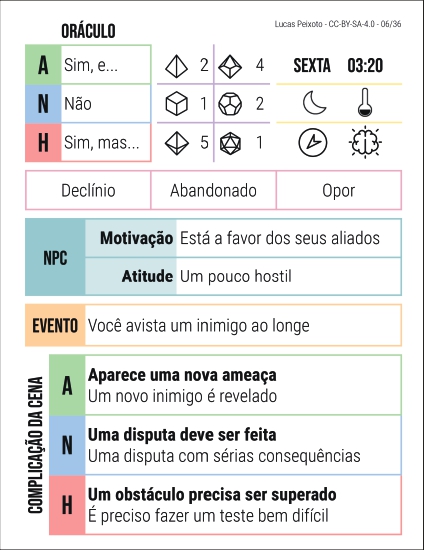 Lucas Peixoto - CC-BY-SA-4.0 - 06/36
ORÁCULO
A Sim, e... 2 4 SEXTA 03:20
N Não 1 2
H Sim, mas... 5 1
Declínio Abandonado Opor
NPC
Motivação Está a favor dos seus aliados
Atitude Um pouco hostil
EVENTO Você avista um inimigo ao longe
COMPLICAÇÃO DA CENA
A
Aparece uma nova ameaça
Um novo inimigo é revelado
N
Uma disputa deve ser feita
Uma disputa com sérias consequências
H
Um obstáculo precisa ser superado
É preciso fazer um teste bem difícil